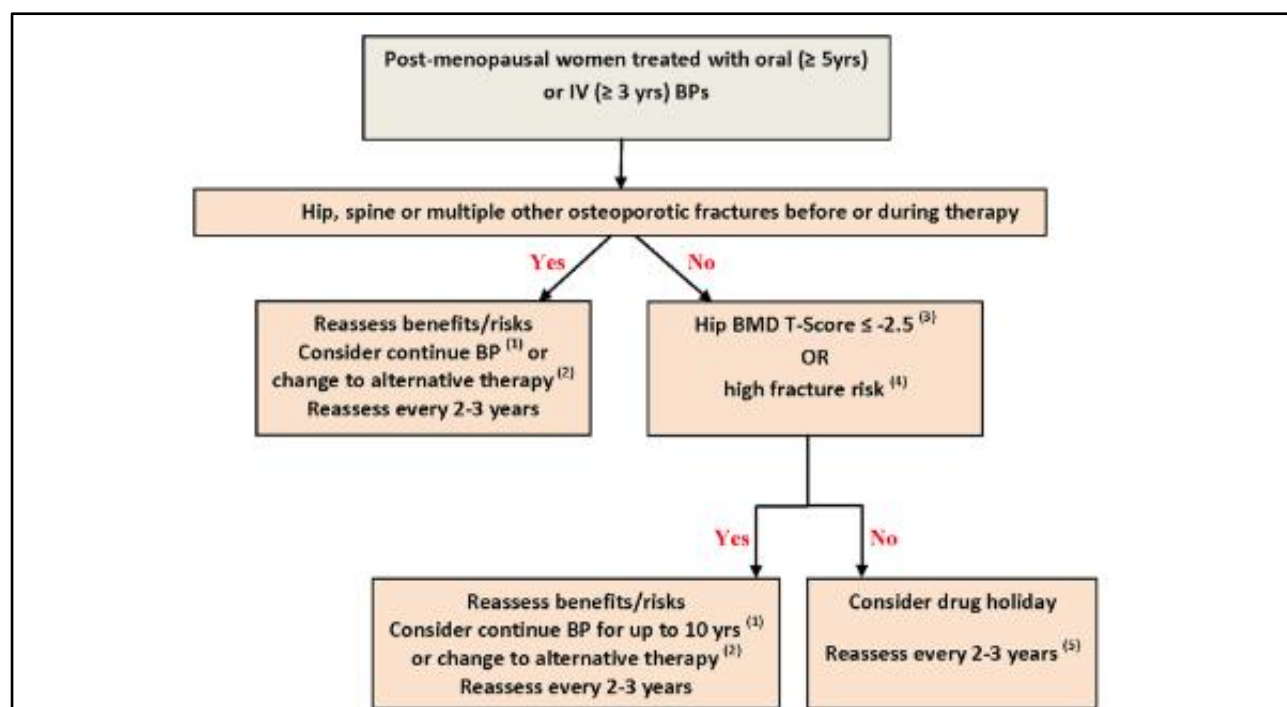 Post-menopausal women treated with oral (≥ 5yrs)
or IV (≥ 3 yrs) BPs
Hip, spine or multiple other osteoporotic fractures before or during therapy
Yes
No
Reassess benefits/risks
Consider continue BP (1) or
change to alternative therapy (2)
Reassess every 2-3 years
Hip BMD T-Score ≤ -2.5 (3)
OR
high fracture risk (4)
Yes
No
Reassess benefits/risks
Consider continue BP for up to 10 yrs (1)
or change to alternative therapy (2)
Reassess every 2-3 years
Consider drug holiday
Reassess every 2-3 years (5)